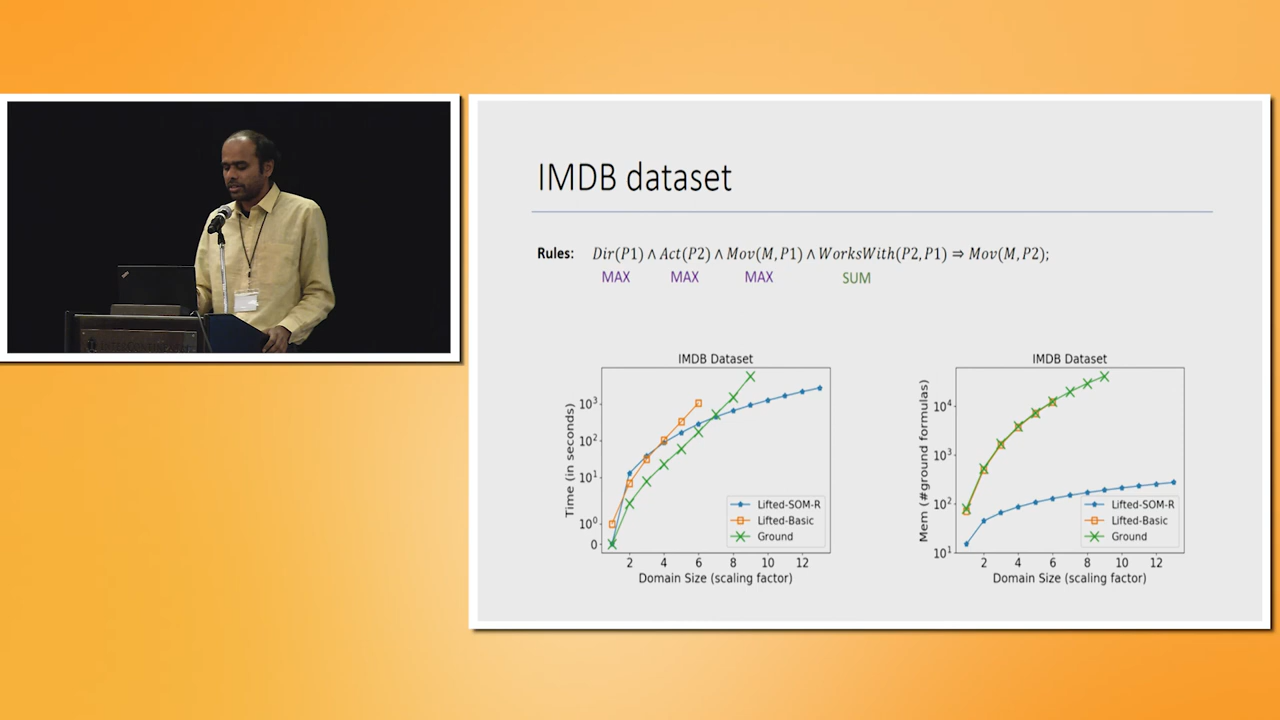 IMDB dataset
Rules: Dir(P1) ∧ Act(P2) ∧ Mov(M, P1) ∧ WorksWith(P2, P1) ⇒ Mov(M, P2);
MAX MAX MAX SUM
IMDB Dataset
Time (in seconds)
10³
10²
10¹
10⁰
0
Lifted-SOM-R
Lifted-Basic
Ground
2 4 6 8 10 12
Domain Size (scaling factor)
IMDB Dataset
Mem (#ground formulas)
10⁴
10³
10²
10¹
Lifted-SOM-R
Lifted-Basic
Ground
2 4 6 8 10 12
Domain Size (scaling factor)